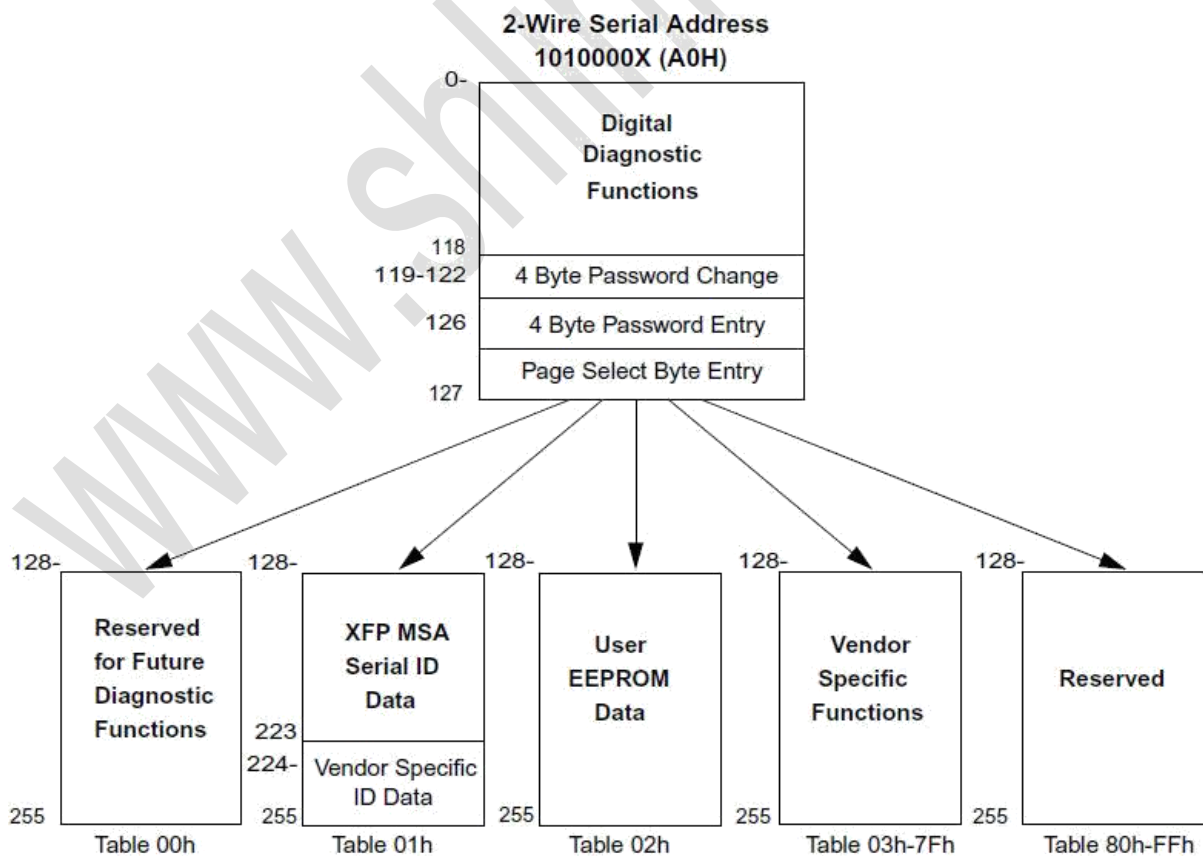 2-Wire Serial Address
1010000X (A0H)
0-
Digital
Diagnostic
Functions
118
119-122
4 Byte Password Change
126
4 Byte Password Entry
Page Select Byte Entry
127
128-
Reserved
for Future
Diagnostic
Functions
255
Table 00h
128-
XFP MSA
Serial ID
Data
223
224-
Vendor Specific
ID Data
255
Table 01h
128-
User
EEPROM
Data
255
Table 02h
128-
Vendor
Specific
Functions
255
Table 03h-7Fh
128-
Reserved
255
Table 80h-FFh